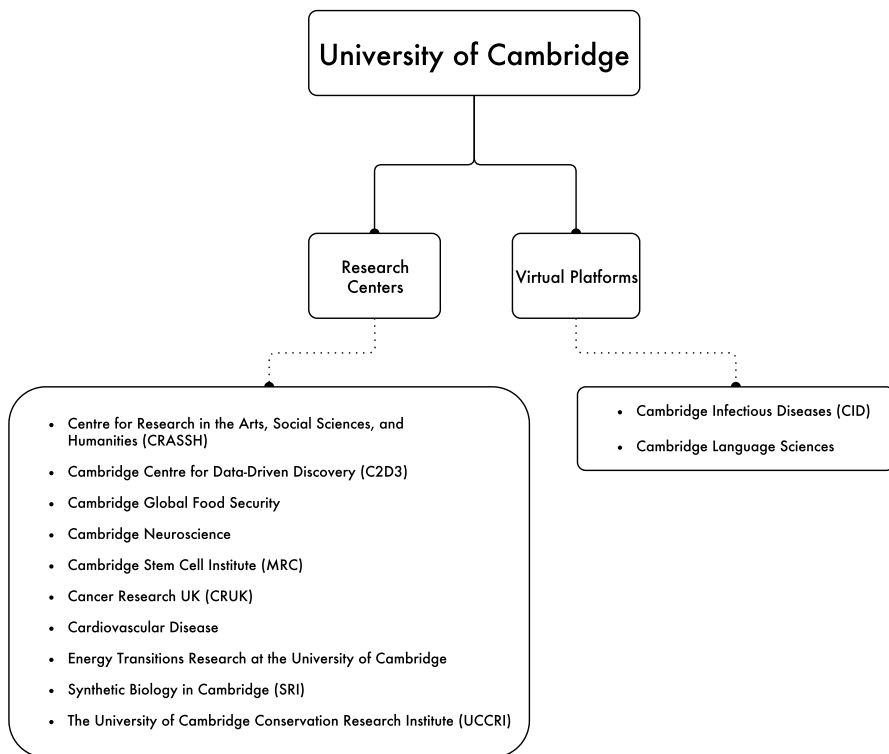 University of Cambridge
Research
Centers
Virtual Platforms
• Centre for Research in the Arts, Social Sciences, and
Humanities (CRASSH)
• Cambridge Centre for Data-Driven Discovery (C2D3)
• Cambridge Global Food Security
• Cambridge Neuroscience
• Cambridge Stem Cell Institute (MRC)
• Cancer Research UK (CRUK)
• Cardiovascular Disease
• Energy Transitions Research at the University of Cambridge
• Synthetic Biology in Cambridge (SRI)
• The University of Cambridge Conservation Research Institute (UCCRI)
• Cambridge Infectious Diseases (CID)
• Cambridge Language Sciences